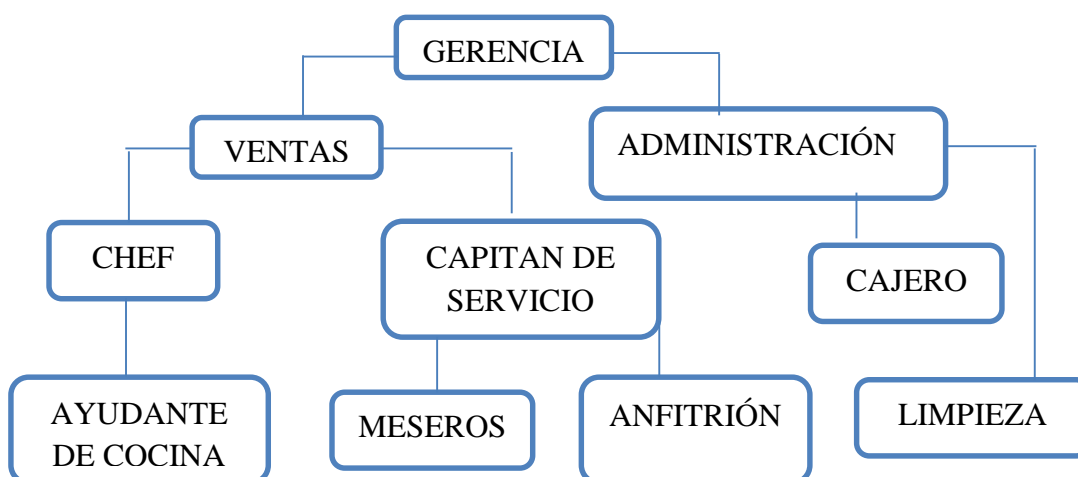 GERENCIA
VENTAS
ADMINISTRACIÓN
CHEF
CAPITAN DE
SERVICIO
CAJERO
AYUDANTE
DE COCINA
MESEROS
ANFITRIÓN
LIMPIEZA